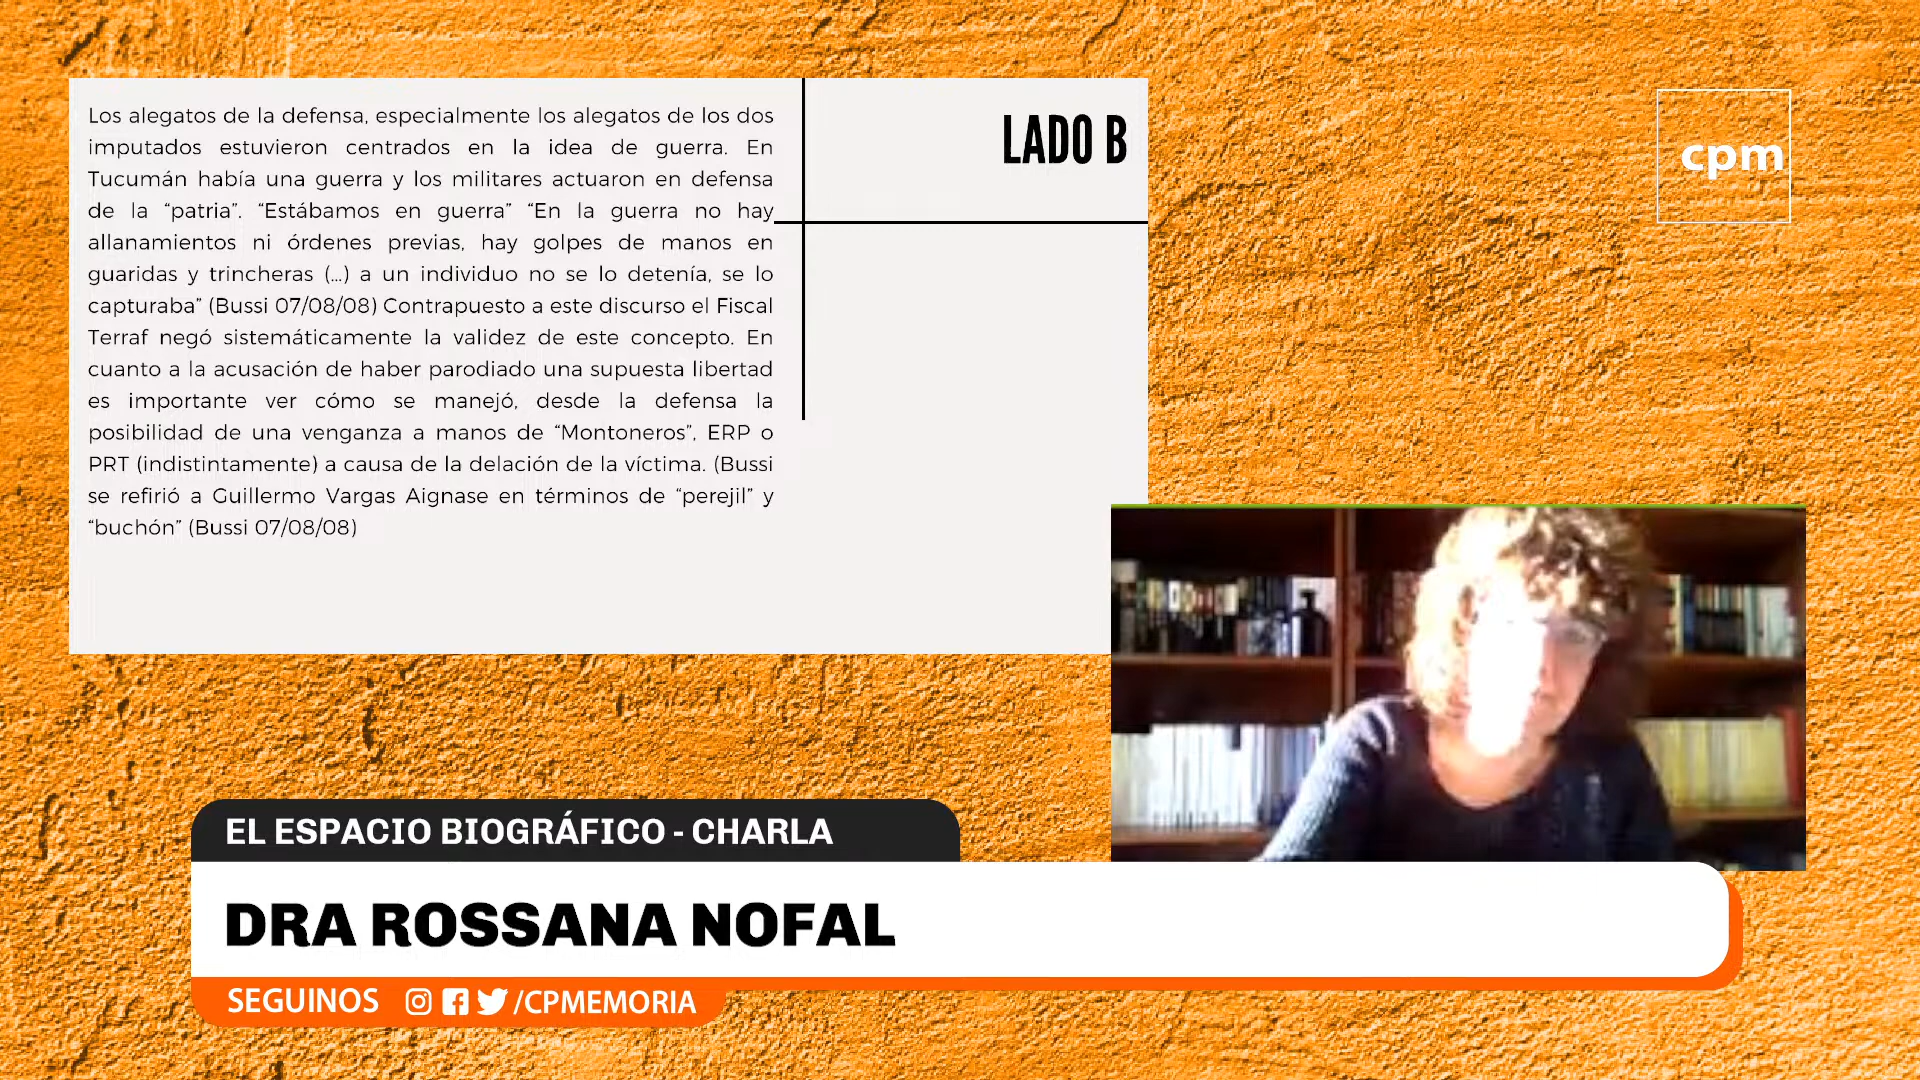 Los alegatos de la defensa, especialmente los alegatos de los dos
imputados estuvieron centrados en la idea de guerra. En
Tucumán había una guerra y los militares actuaron en defensa
de la “patria”. “Estábamos en guerra” “En la guerra no hay
allanamientos ni órdenes previas, hay golpes de manos en
guaridas y trincheras (...) a un individuo no se lo detenía, se lo
capturaba” (Bussi 07/08/08) Contrapuesto a este discurso el Fiscal
Terraf negó sistemáticamente la validez de este concepto. En
cuanto a la acusación de haber parodiado una supuesta libertad
es importante ver cómo se manejó, desde la defensa la
posibilidad de una venganza a manos de “Montoneros”, ERP o
PRT (indistintamente) a causa de la delación de la víctima. (Bussi
se refirió a Guillermo Vargas Aignase en términos de “perejil” y
“buchón” (Bussi 07/08/08)
LADO B
cpm
EL ESPACIO BIOGRÁFICO - CHARLA
DRA ROSSANA NOFAL
SEGUINOS /CPMEMORIA